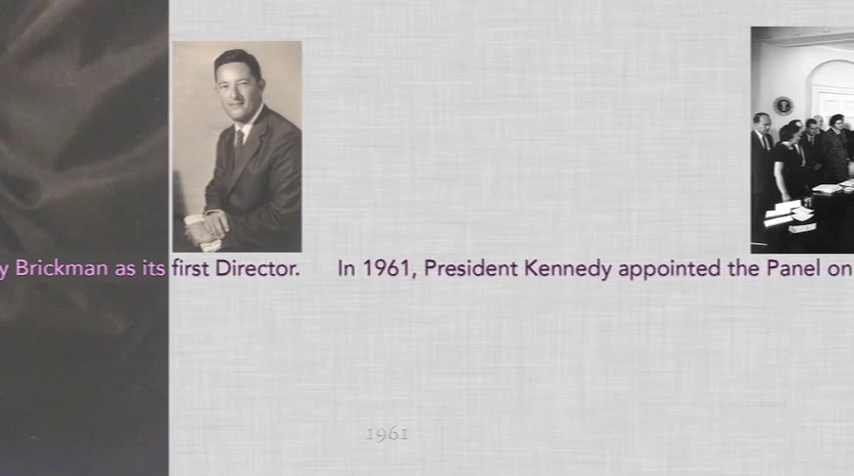 y Brickman as its first Director. In 1961, President Kennedy appointed the Panel on
1961